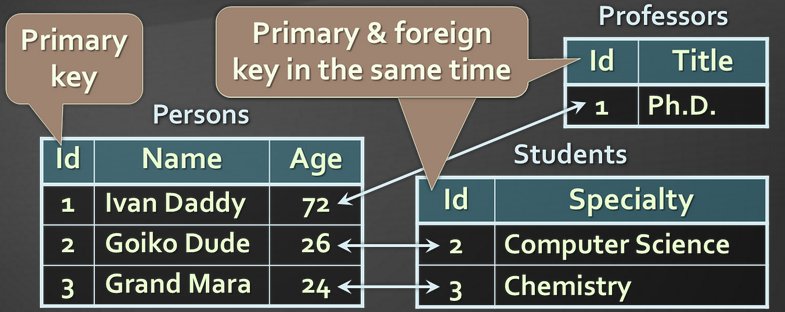 Primary
key
Primary & foreign
key in the same time
Professors
Id Title
1 Ph.D.
Persons
Id Name Age
1 Ivan Daddy 72
2 Goiko Dude 26
3 Grand Mara 24
Students
Id Specialty
2 Computer Science
3 Chemistry